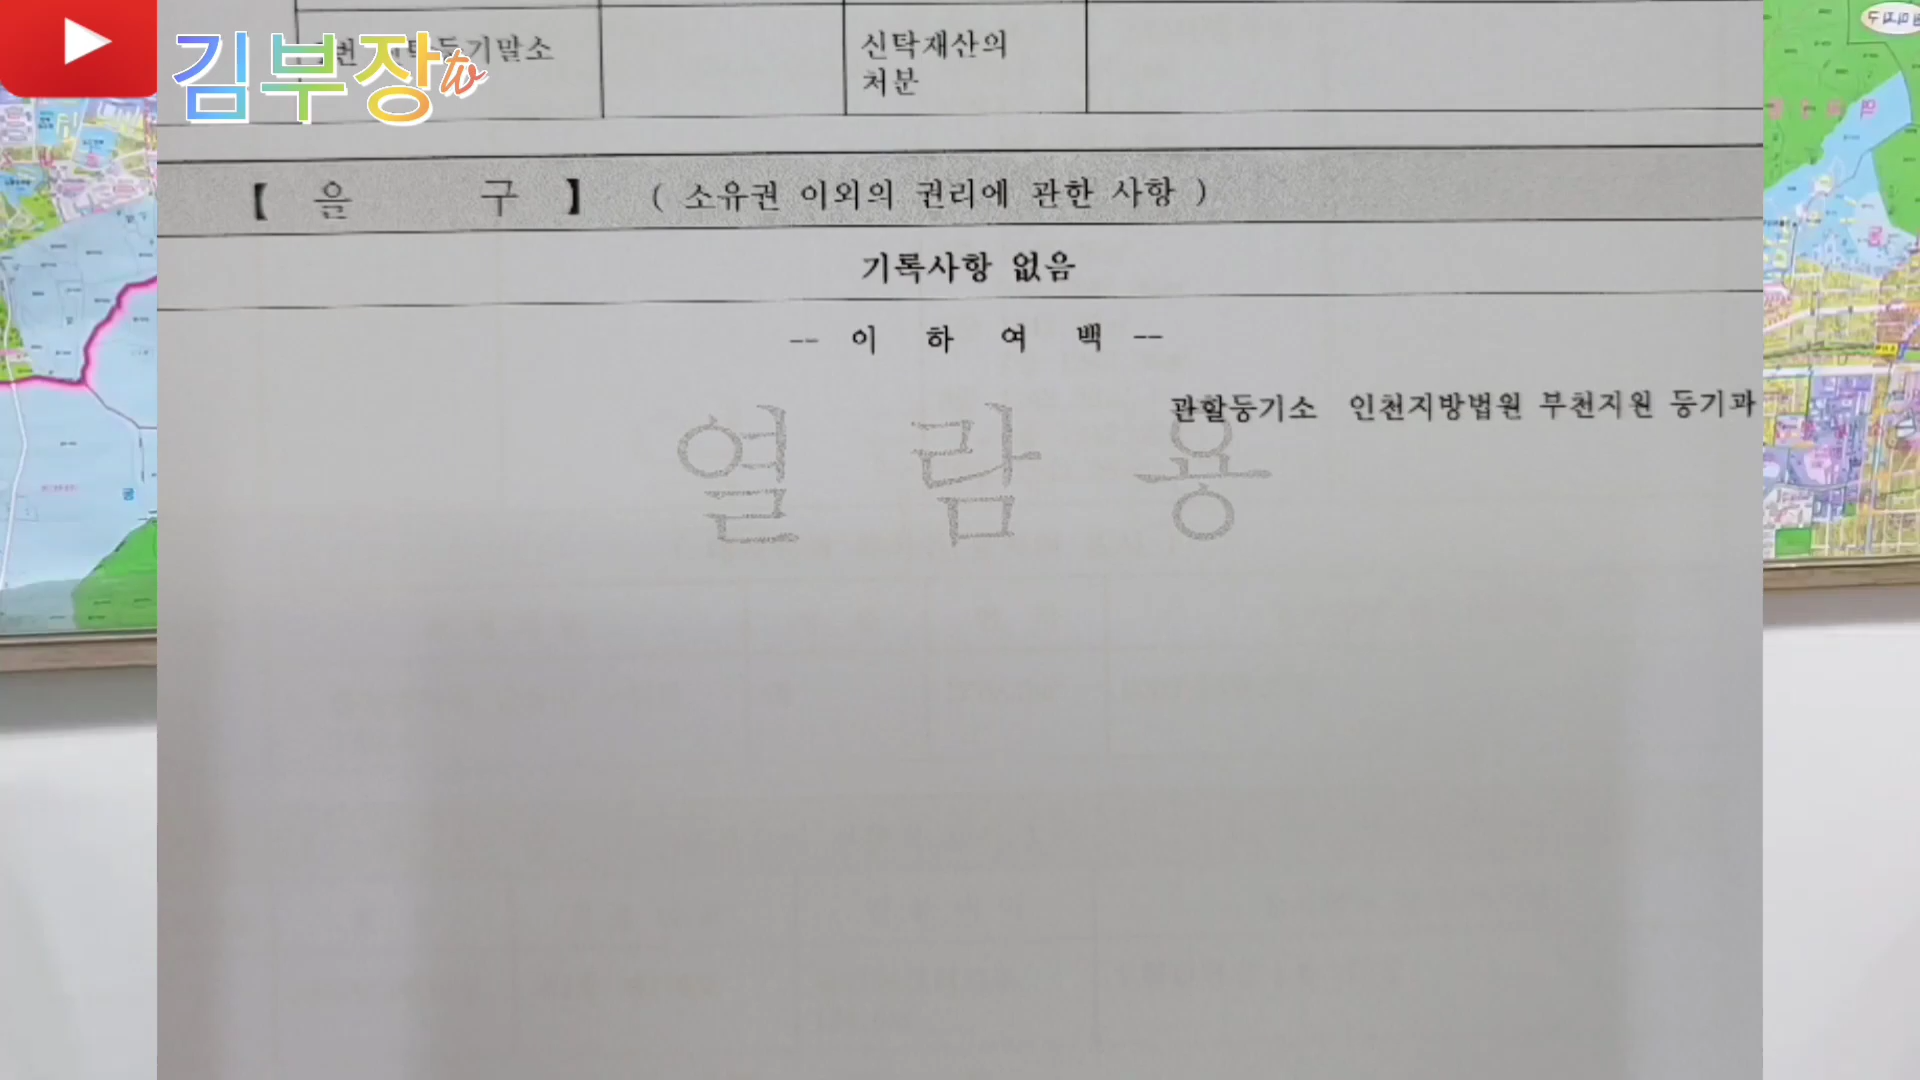 김부장tv
등기말소
신탁재산의
처분
【 을 구 】 ( 소유권 이외의 권리에 관한 사항 )
기록사항 없음
-- 이 하 여 백 --
관할등기소 인천지방법원 부천지원 등기과
열 람 용